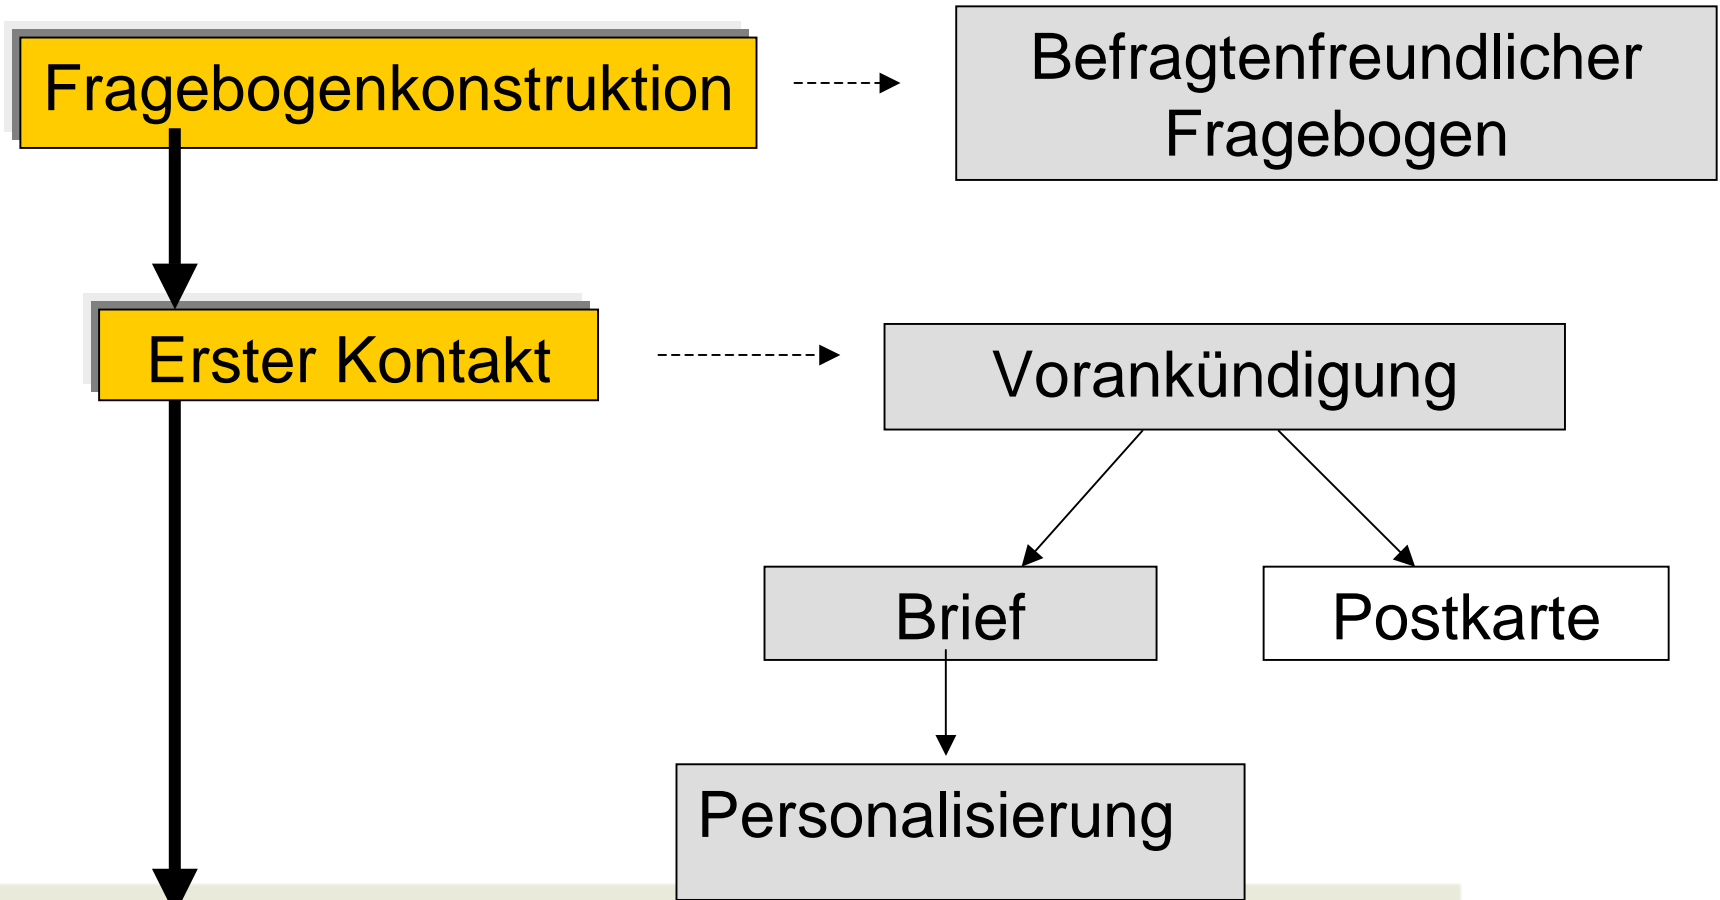 Fragebogenkonstruktion
Befragtenfreundlicher
Fragebogen
Erster Kontakt
Vorankündigung
Brief
Postkarte
Personalisierung